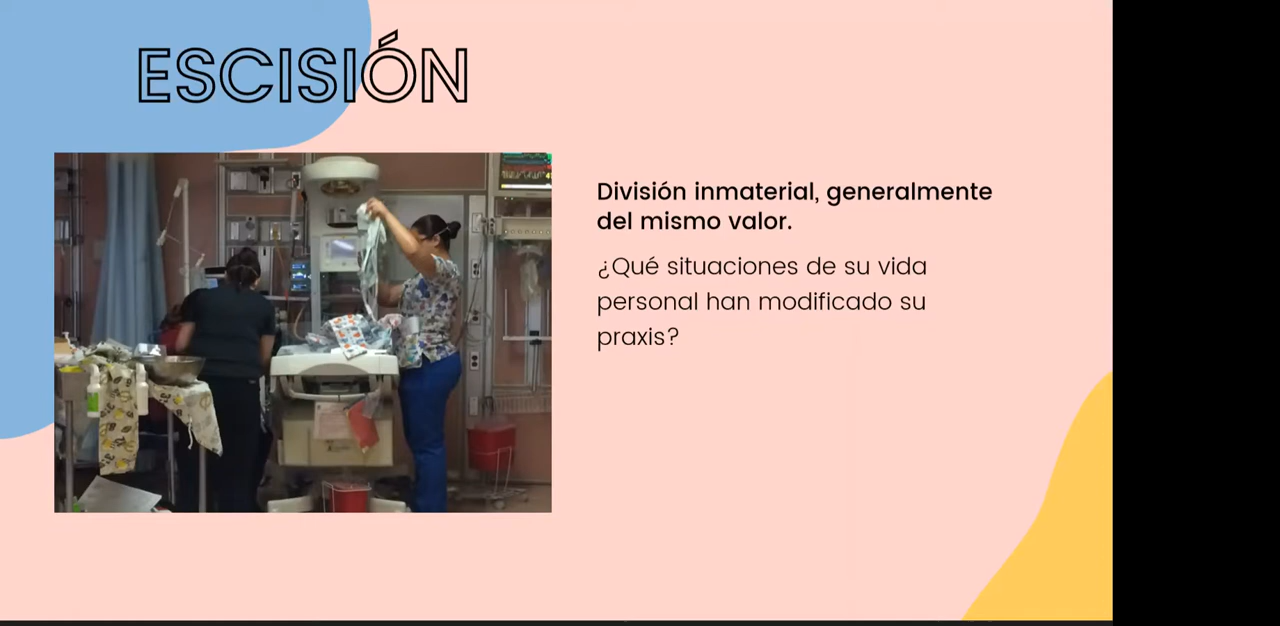 ESCISIÓN
División inmaterial, generalmente
del mismo valor.
¿Qué situaciones de su vida
personal han modificado su
praxis?